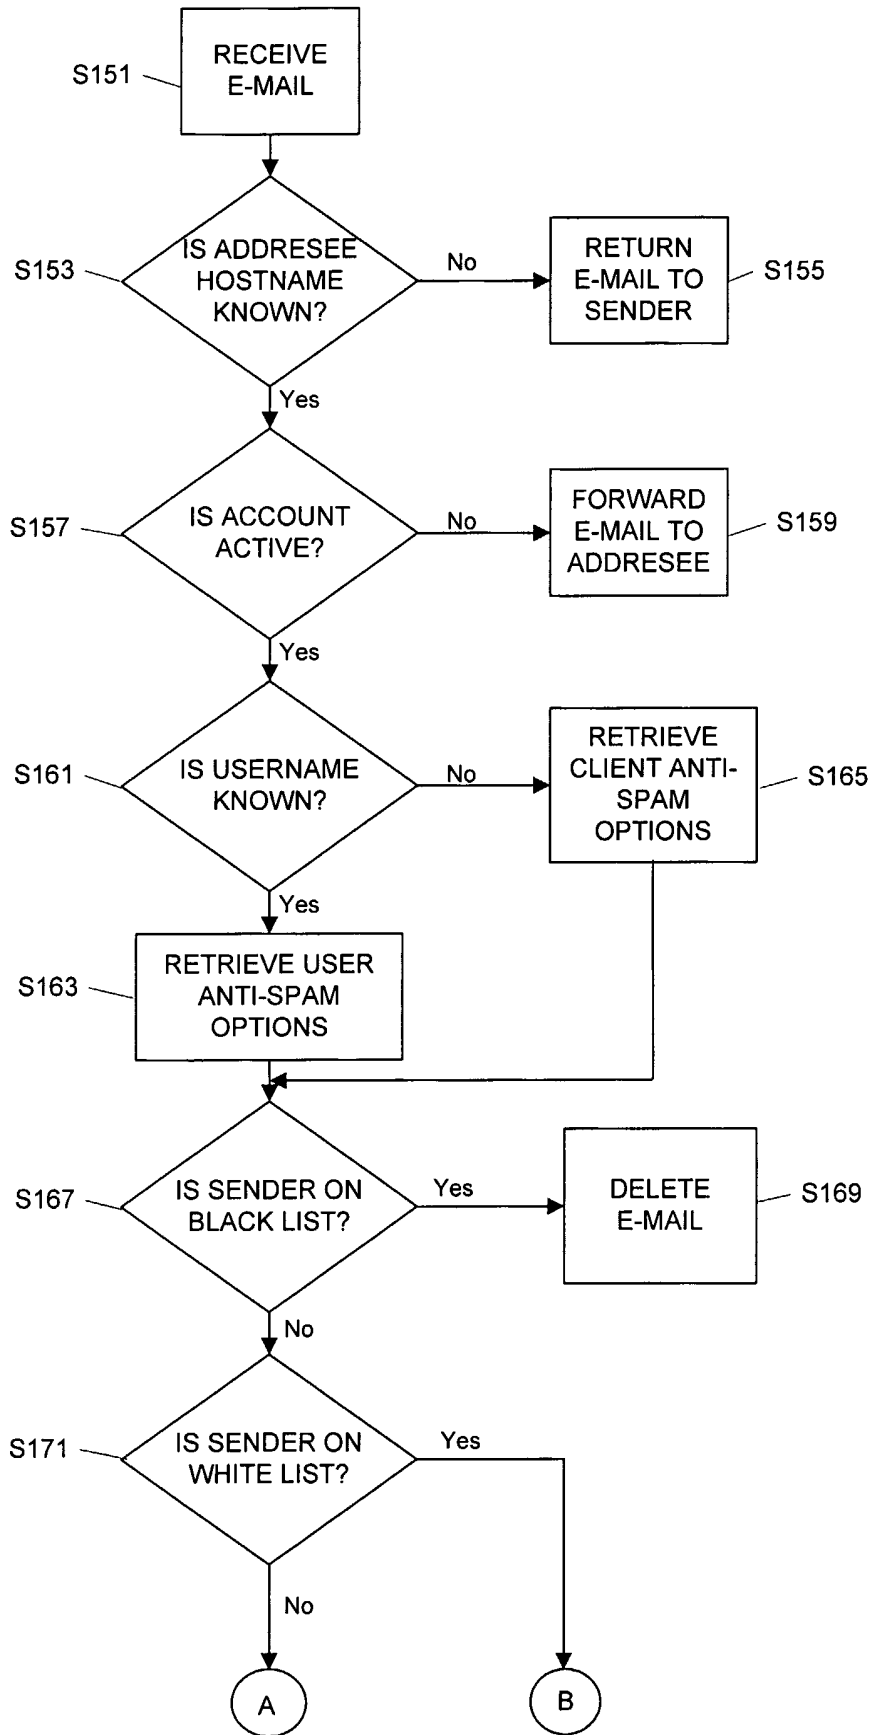 RECEIVE
E-MAIL
S151
IS ADDRESEE
HOSTNAME
KNOWN?
S153
No
RETURN
E-MAIL TO
SENDER
S155
Yes
IS ACCOUNT
ACTIVE?
S157
No
FORWARD
E-MAIL TO
ADDRESEE
S159
Yes
IS USERNAME
KNOWN?
S161
No
RETRIEVE
CLIENT ANTI-
SPAM
OPTIONS
S165
Yes
RETRIEVE USER
ANTI-SPAM
OPTIONS
S163
IS SENDER ON
BLACK LIST?
S167
Yes
DELETE
E-MAIL
S169
No
IS SENDER ON
WHITE LIST?
S171
Yes
No
A
B